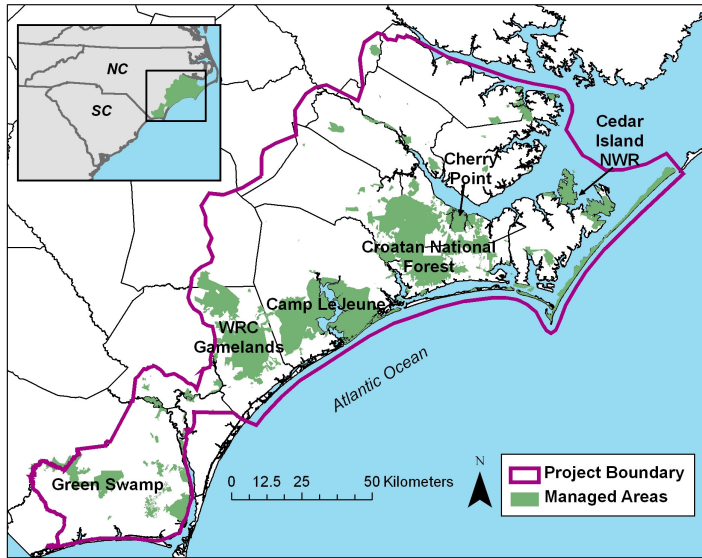 NC
SC
Cedar
Island
NWR
Cherry
Point
Croatan National
Forest
Camp LeJeune
WRC
Gamelands
Atlantic Ocean
Green Swamp
0 12.5 25 50 Kilometers
N
Project Boundary
Managed Areas